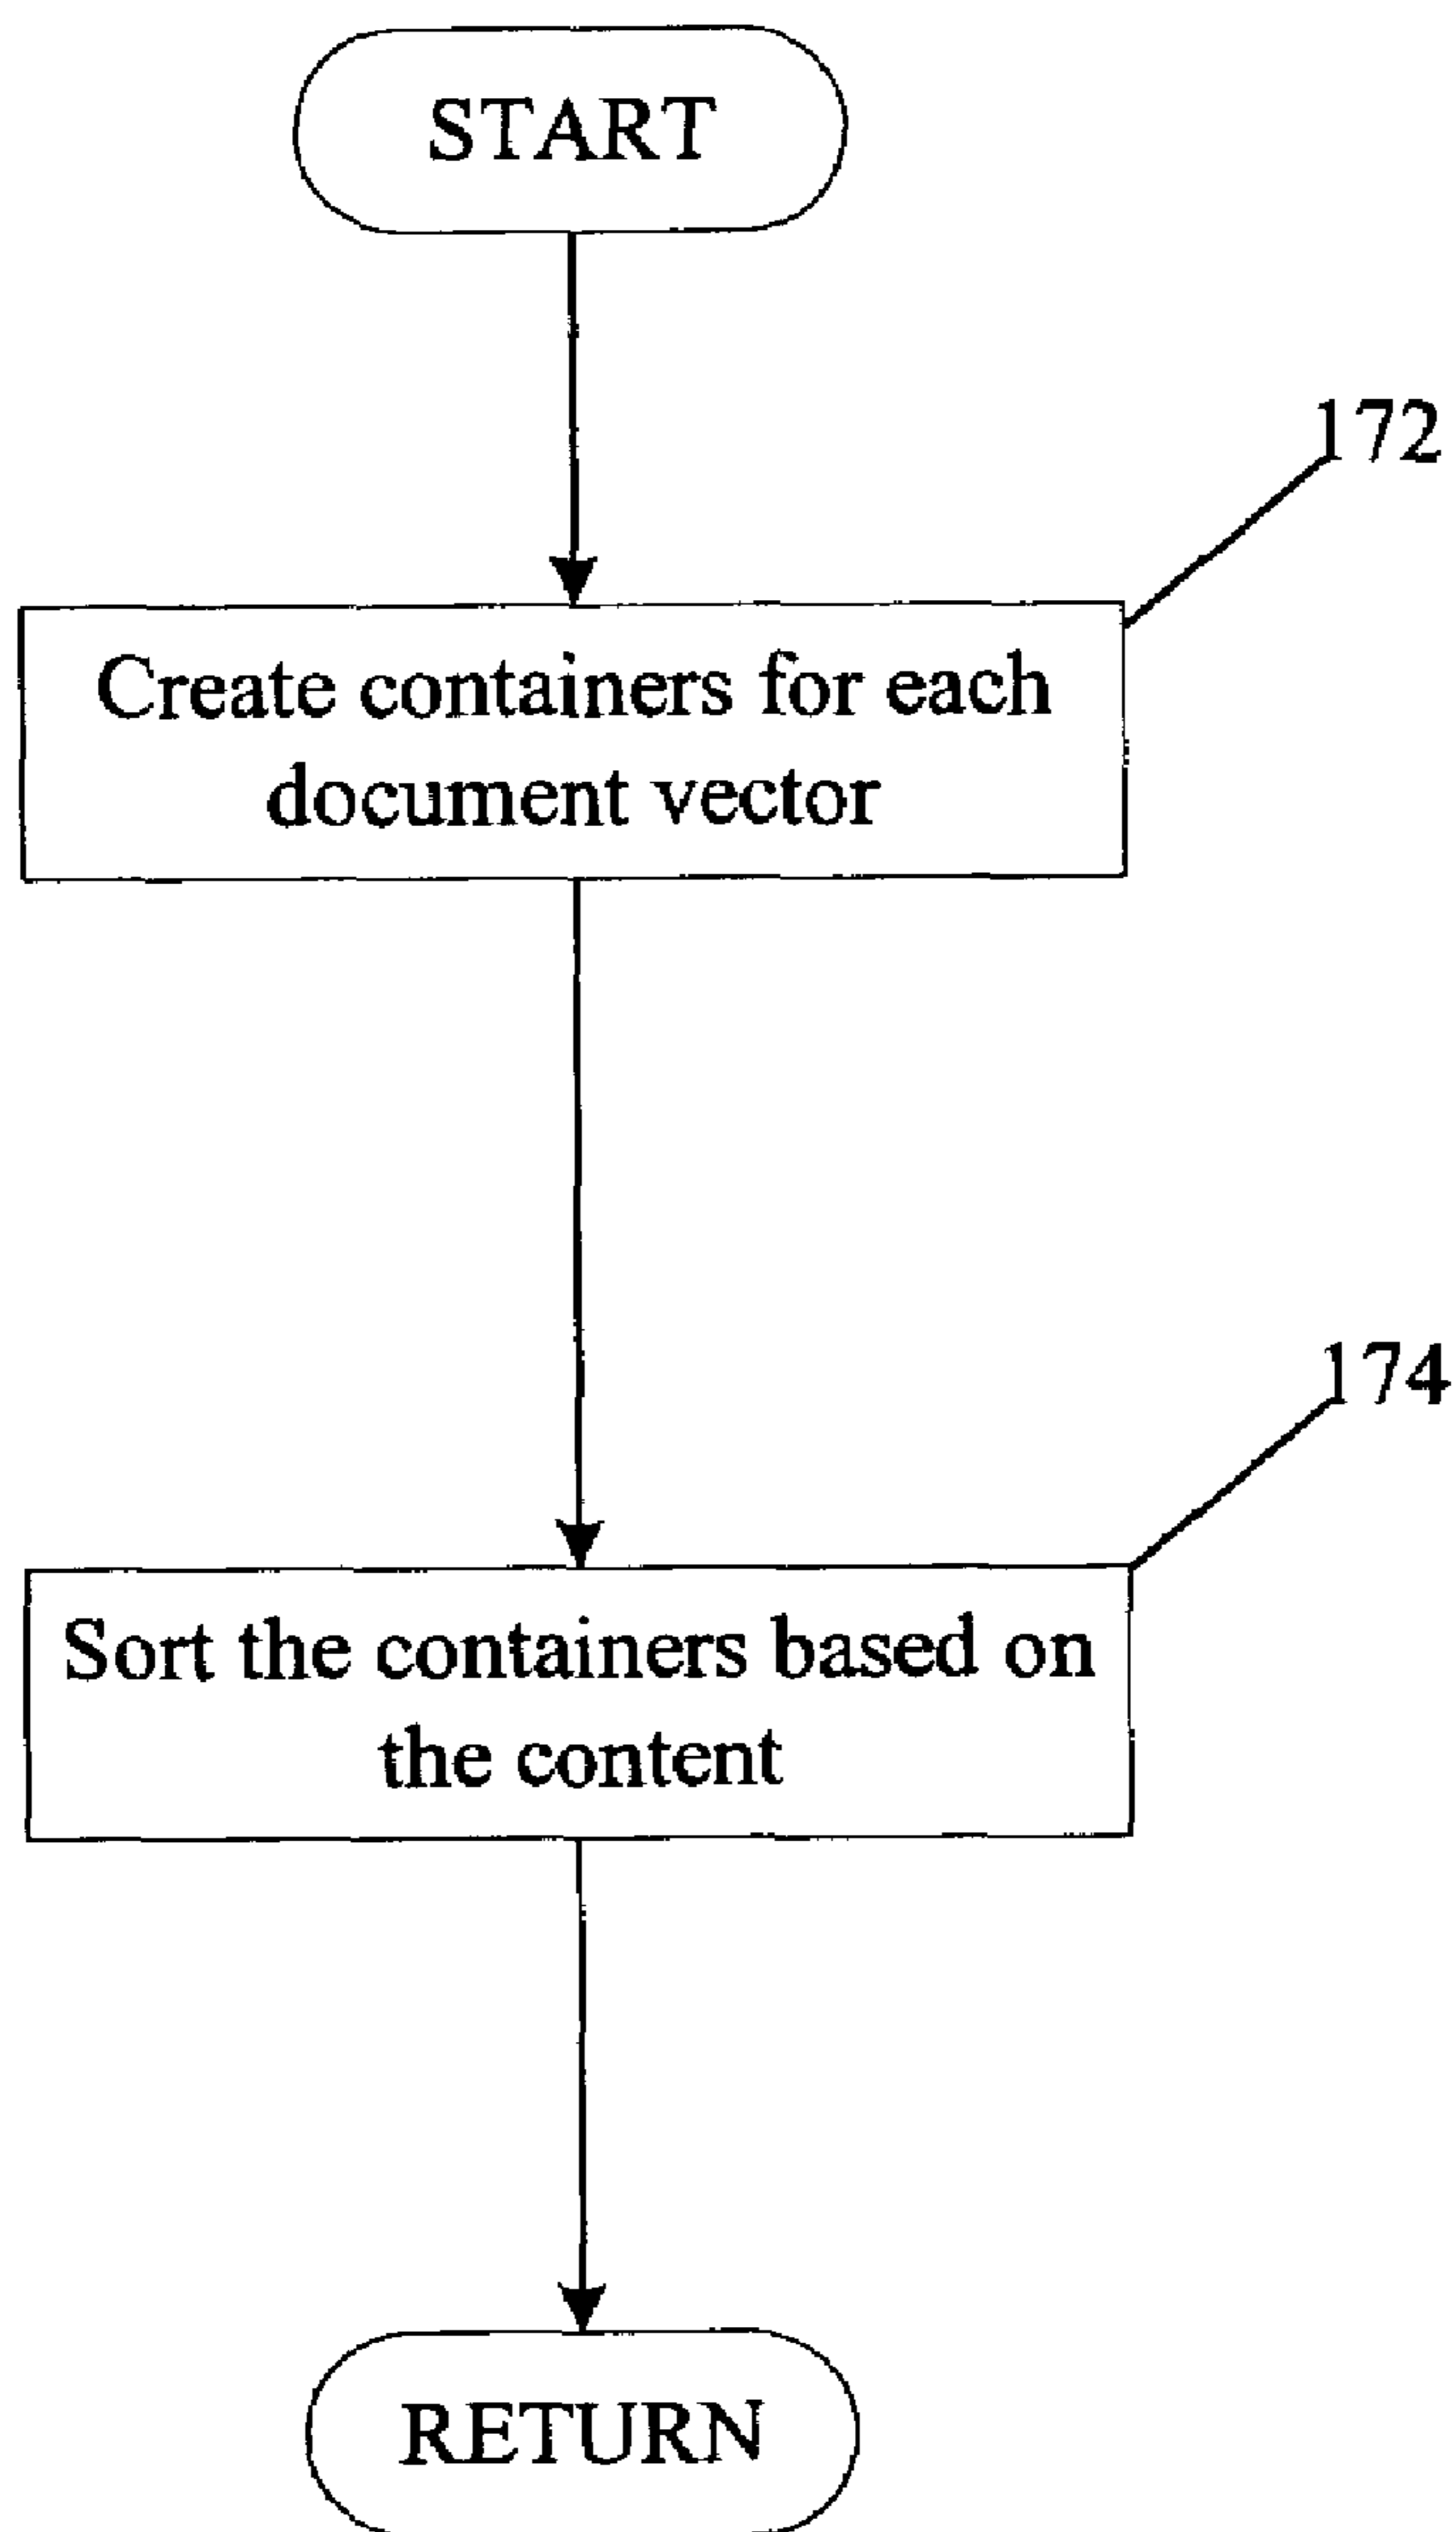 START
172
Create containers for each
document vector
174
Sort the containers based on
the content
RETURN